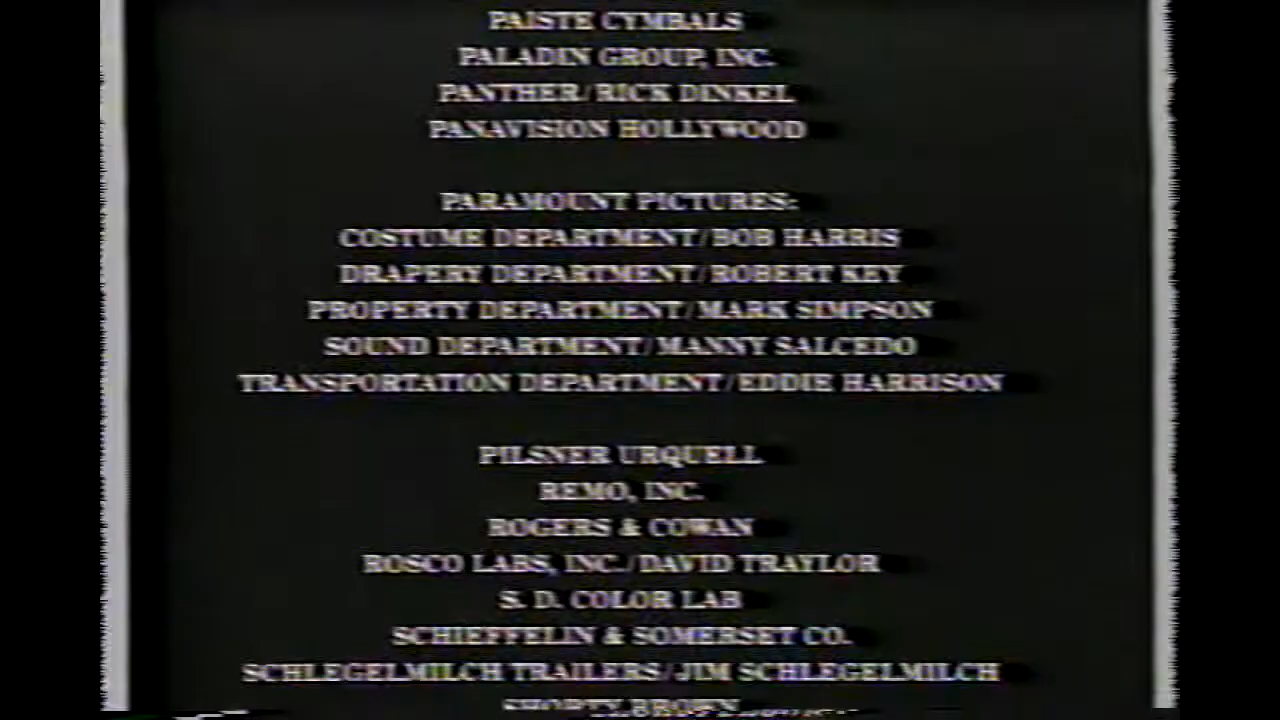 PAISTE CYMBALS
PALADIN GROUP, INC.
PANTHER/RICK DINKEL
PANAVISION HOLLYWOOD
PARAMOUNT PICTURES:
COSTUME DEPARTMENT/BOB HARRIS
DRAPERY DEPARTMENT/ROBERT KEY
PROPERTY DEPARTMENT/MARK SIMPSON
SOUND DEPARTMENT/MANNY SALCEDO
TRANSPORTATION DEPARTMENT/EDDIE HARRISON
PILSNER URQUELL
REMO, INC.
ROGERS & COWAN
ROSCO LABS, INC./DAVID TRAYLOR
S. D. COLOR LAB
SCHIEFFELIN & SOMERSET CO.
SCHLEGELMILCH TRAILERS/JIM SCHLEGELMILCH
SHORTY BROWN